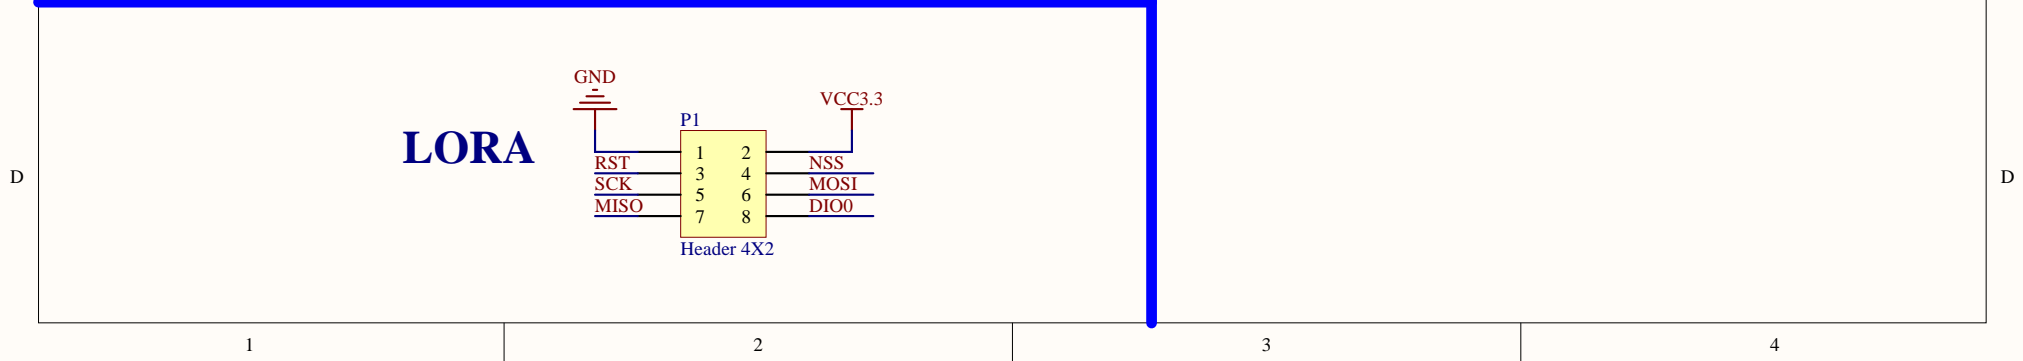 GND
VCC3.3
P1
LORA
1 2
RST NSS
3 4
SCK MOSI
5 6
MISO DIO0
7 8
D D
Header 4X2
1 2 3 4